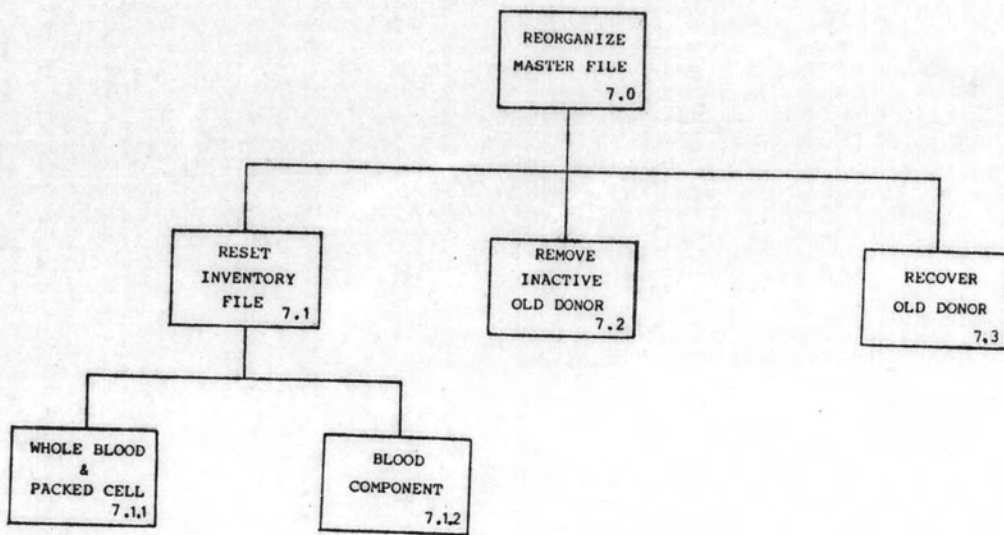 REORGANIZE
MASTER FILE
7.0
RESET
INVENTORY
FILE
7.1
REMOVE
INACTIVE
OLD DONOR
7.2
RECOVER
OLD DONOR
7.3
WHOLE BLOOD
&
PACKED CELL
7.1.1
BLOOD
COMPONENT
7.1.2